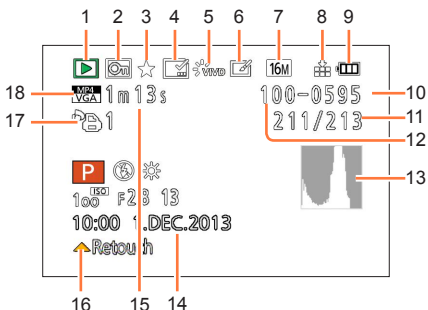 1 2 3 4 5 6 7 8 9
VIVID 16M
18 MP4 VGA 1m13s 100-0595 10
17 1 211/213 11
12
13
P
ISO 100 F2.8 13
10:00 1.DEC.2013
Retouch
16 15 14